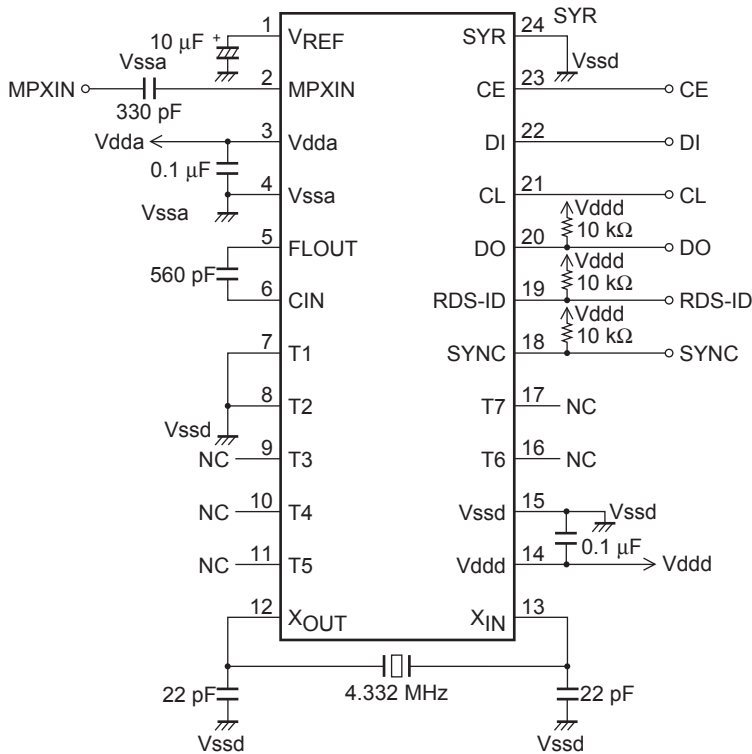 10 µF +
1 VREF
SYR 24 SYR
Vssa
Vssd
MPXIN 2 MPXIN
CE 23 CE
330 pF
Vdda 3 Vdda
DI 22 DI
0.1 µF
4 Vssa
CL 21 CL
Vssa
Vddd
10 kΩ
5 FLOUT
DO 20 DO
560 pF
Vddd
10 kΩ
6 CIN
RDS-ID 19 RDS-ID
Vddd
10 kΩ
7 T1
SYNC 18 SYNC
8 T2
T7 17 NC
Vssd
NC 9 T3
T6 16 NC
NC 10 T4
Vssd 15 Vssd
0.1 µF
NC 11 T5
Vddd 14 Vddd
12 XOUT
XIN 13
22 pF
4.332 MHz
22 pF
Vssd
Vssd